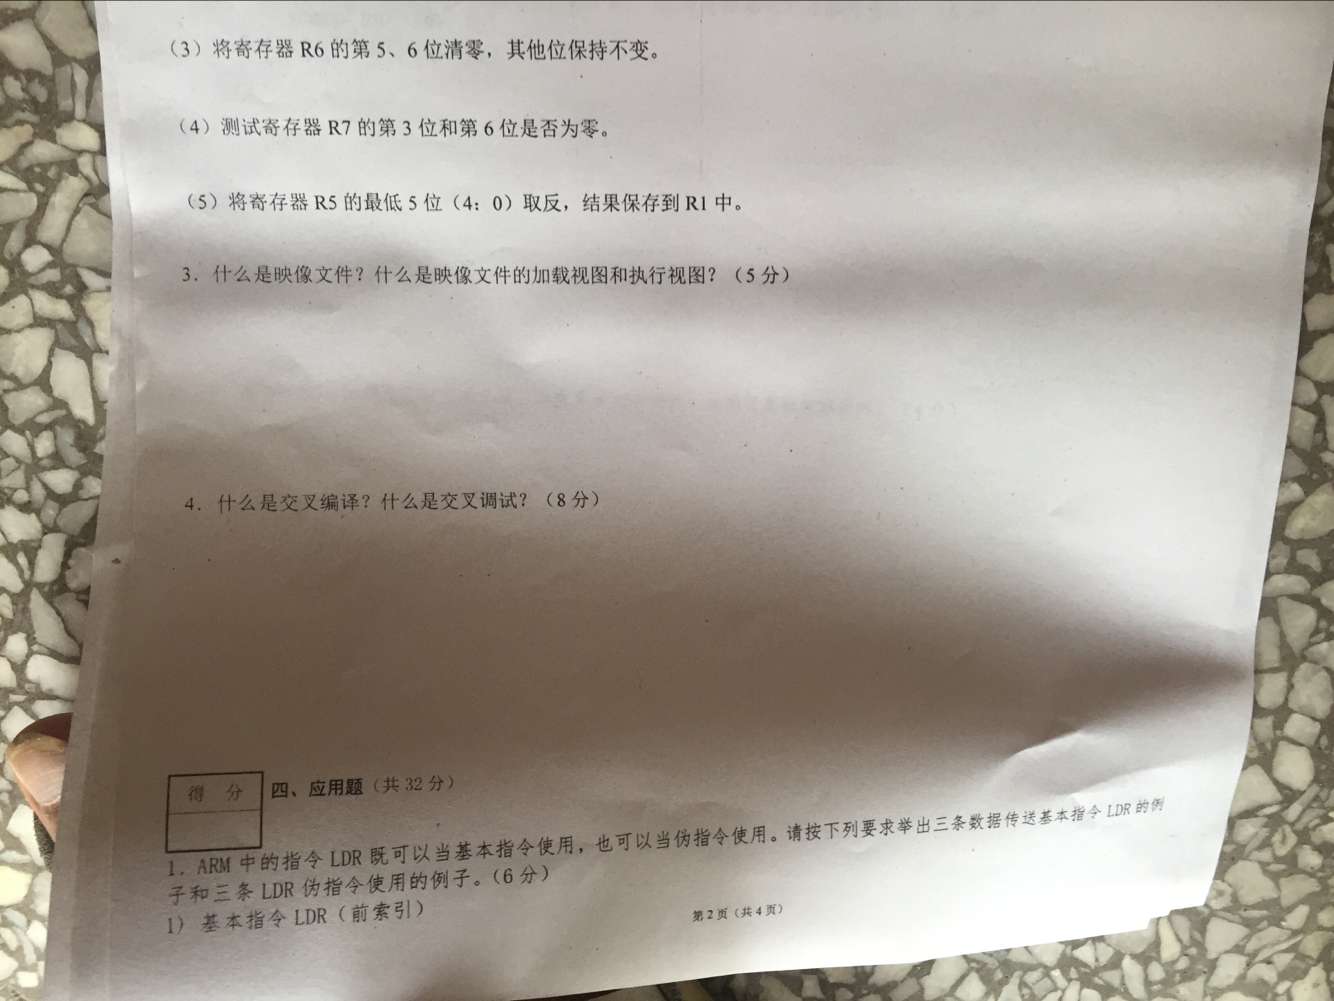 （3）将寄存器 R6 的第 5、6 位清零，其他位保持不变。
（4）测试寄存器 R7 的第 3 位和第 6 位是否为零。
（5）将寄存器 R5 的最低 5 位（4：0）取反，结果保存到 R1 中。
3．什么是映像文件？什么是映像文件的加载视图和执行视图？（5 分）
4．什么是交叉编译？什么是交叉调试？（8 分）
得 分
四、应用题（共 32 分）
1．ARM 中的指令 LDR 既可以当基本指令使用，也可以当伪指令使用。请按下列要求举出三条数据传送基本指令 LDR 的例
子和三条 LDR 伪指令使用的例子。（6 分）
1）基本指令 LDR（前索引）
第 2 页（共 4 页）